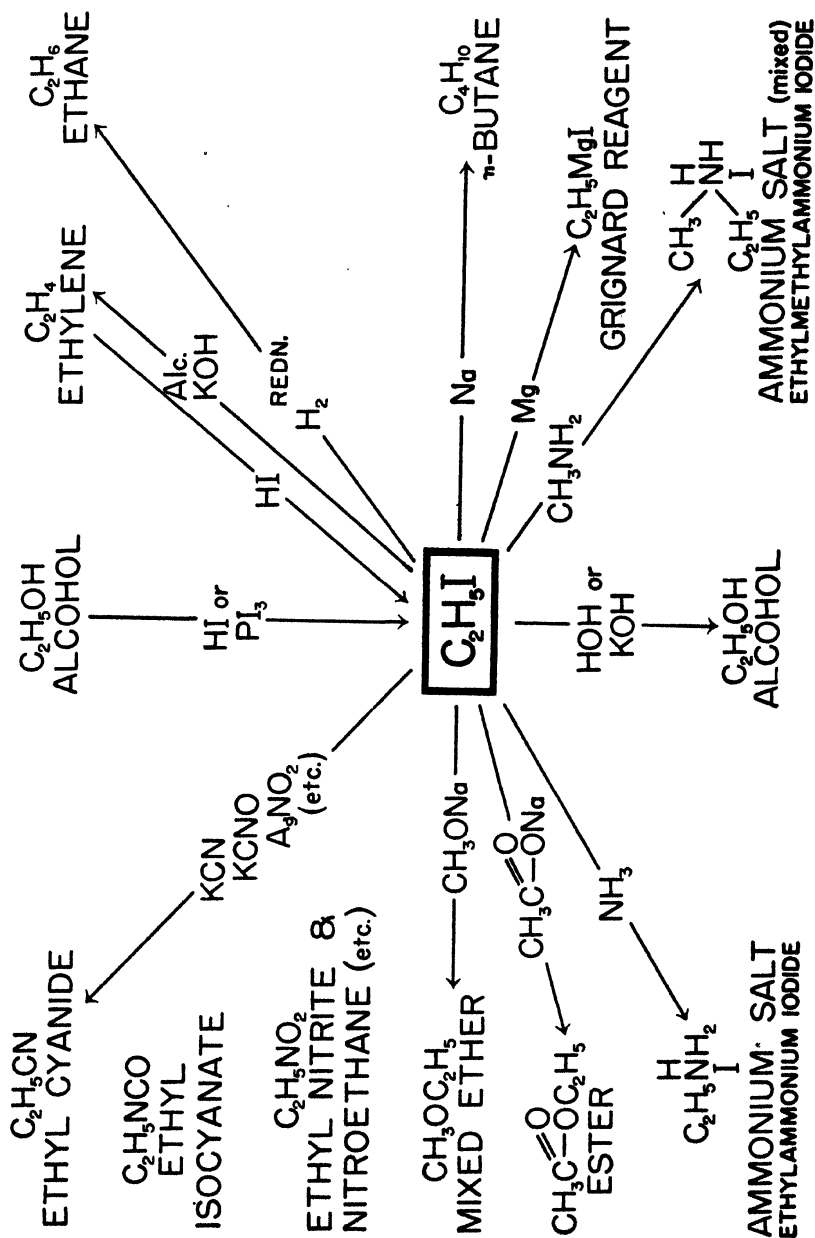 C₂H₅CN
ETHYL CYANIDE
C₂H₅NCO
ETHYL
ISOCYANATE
C₂H₅NO₂
ETHYL NITRITE &
NITROETHANE (etc.)
KCN
KCNO
AgNO₂
(etc.)
C₂H₅OH
ALCOHOL
HI or
PI₃
C₂H₄
ETHYLENE
HI
Alc.
KOH
C₂H₆
ETHANE
REDN.
H₂
CH₃OC₂H₅
MIXED ETHER
CH₃ONa
C₂H₅I
Na
C₄H₁₀
n-BUTANE
O
CH₃C-OC₂H₅
ESTER
O
CH₃C-ONa
Mg
C₂H₅MgI
GRIGNARD REAGENT
H
C₂H₅NH₂
I
AMMONIUM SALT
ETHYLAMMONIUM IODIDE
NH₃
HOH or
KOH
C₂H₅OH
ALCOHOL
CH₃NH₂
CH₃ H
NH
C₂H₅ I
AMMONIUM SALT (mixed)
ETHYLMETHYLAMMONIUM IODIDE